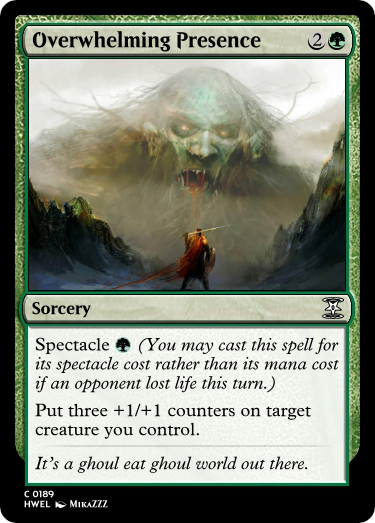 Overwhelming Presence 2
Sorcery
Spectacle (You may cast this spell for
its spectacle cost rather than its mana cost
if an opponent lost life this turn.)
Put three +1/+1 counters on target
creature you control.
It's a ghoul eat ghoul world out there.
C 0189
HWEL MikaZZZ